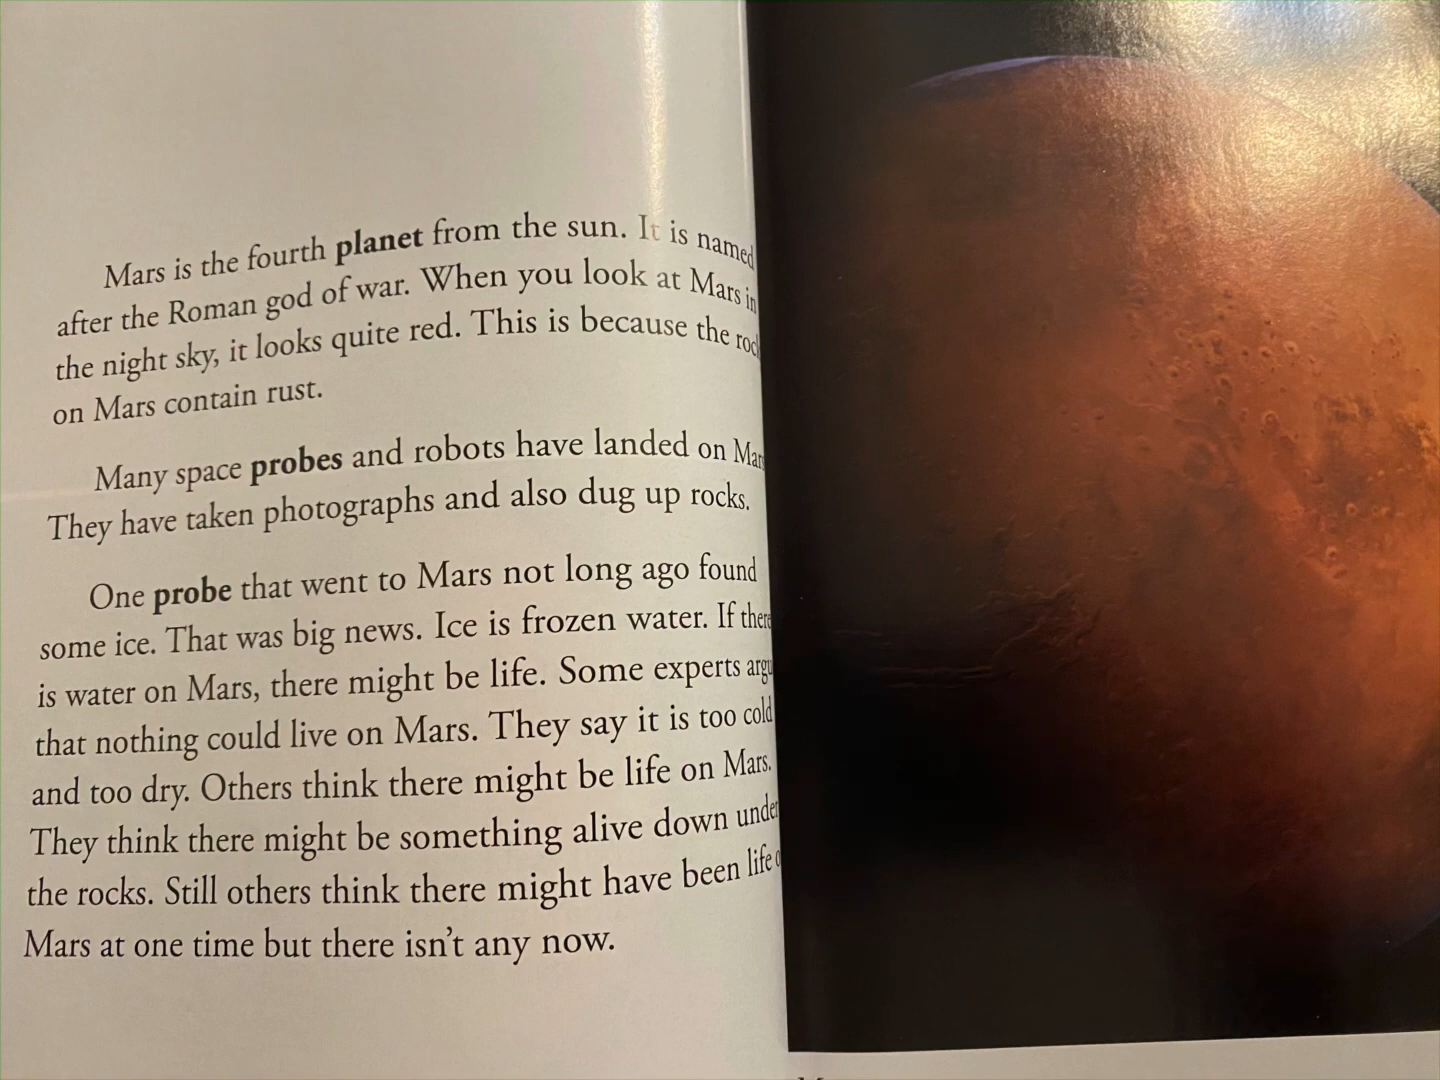 Mars is the fourth planet from the sun. It is named
after the Roman god of war. When you look at Mars in
the night sky, it looks quite red. This is because the
on Mars contain rust.
Many space probes and robots have landed on
They have taken photographs and also dug up rocks.
One probe that went to Mars not long ago found
some ice. That was big news. Ice is frozen water. If there
is water on Mars, there might be life. Some experts
that nothing could live on Mars. They say it is too cold
and too dry. Others think there might be life on Mars.
They think there might be something alive down under
the rocks. Still others think there might have been life
Mars at one time but there isn't any now.